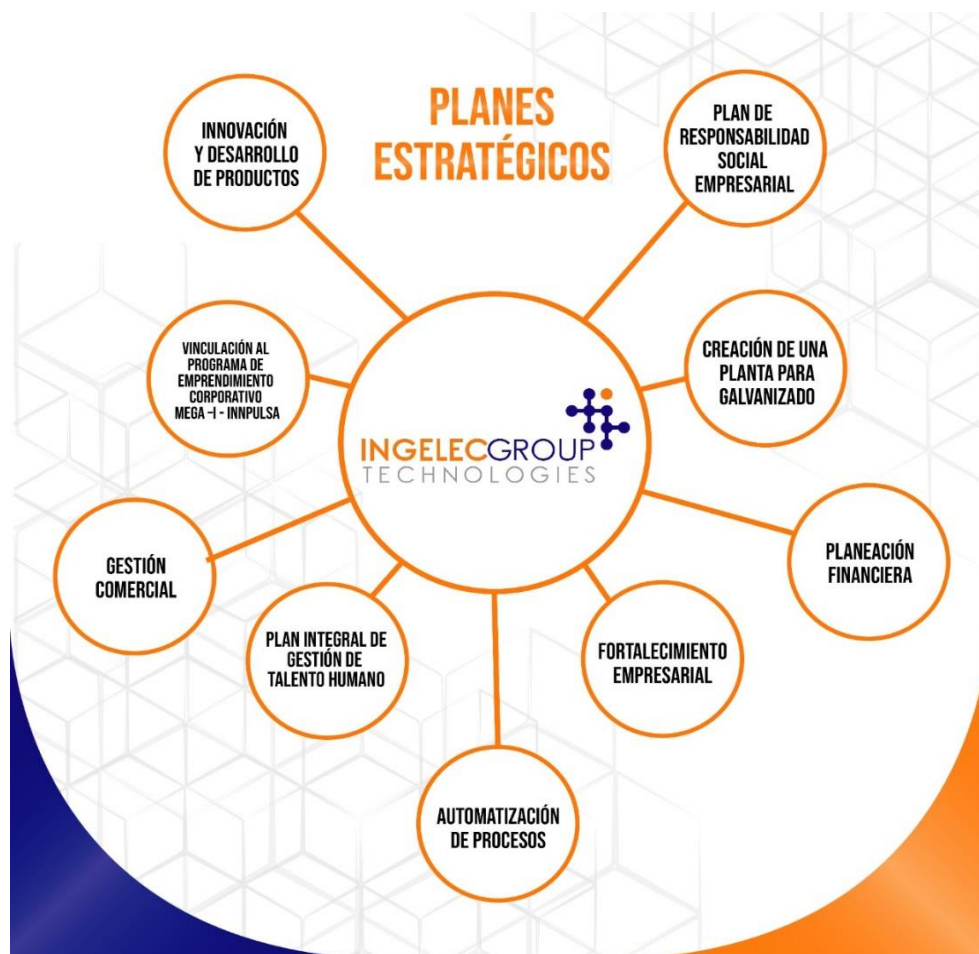 PLANES
ESTRATÉGICOS
INNOVACIÓN
Y DESARROLLO
DE PRODUCTOS
PLAN DE
RESPONSABILIDAD
SOCIAL
EMPRESARIAL
VINCULACIÓN AL
PROGRAMA DE
EMPRENDIMIENTO
CORPORATIVO
MEGA -I - INNPULSA
CREACIÓN DE UNA
PLANTA PARA
GALVANIZADO
INGELECGROUP
TECHNOLOGIES
GESTIÓN
COMERCIAL
PLANEACIÓN
FINANCIERA
PLAN INTEGRAL DE
GESTIÓN DE
TALENTO HUMANO
FORTALECIMIENTO
EMPRESARIAL
AUTOMATIZACIÓN
DE PROCESOS